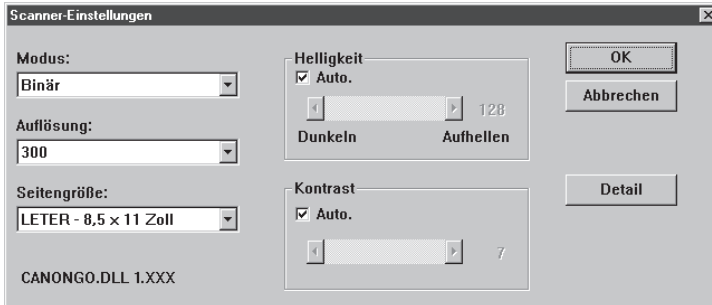 Scanner-Einstellungen
Modus:
Binär
Auflösung:
300
Seitengröße:
LETER - 8,5 x 11 Zoll
CANONGO.DLL 1.XXX
Helligkeit
Auto.
128
Dunkeln Aufhellen
Kontrast
Auto.
7
OK
Abbrechen
Detail